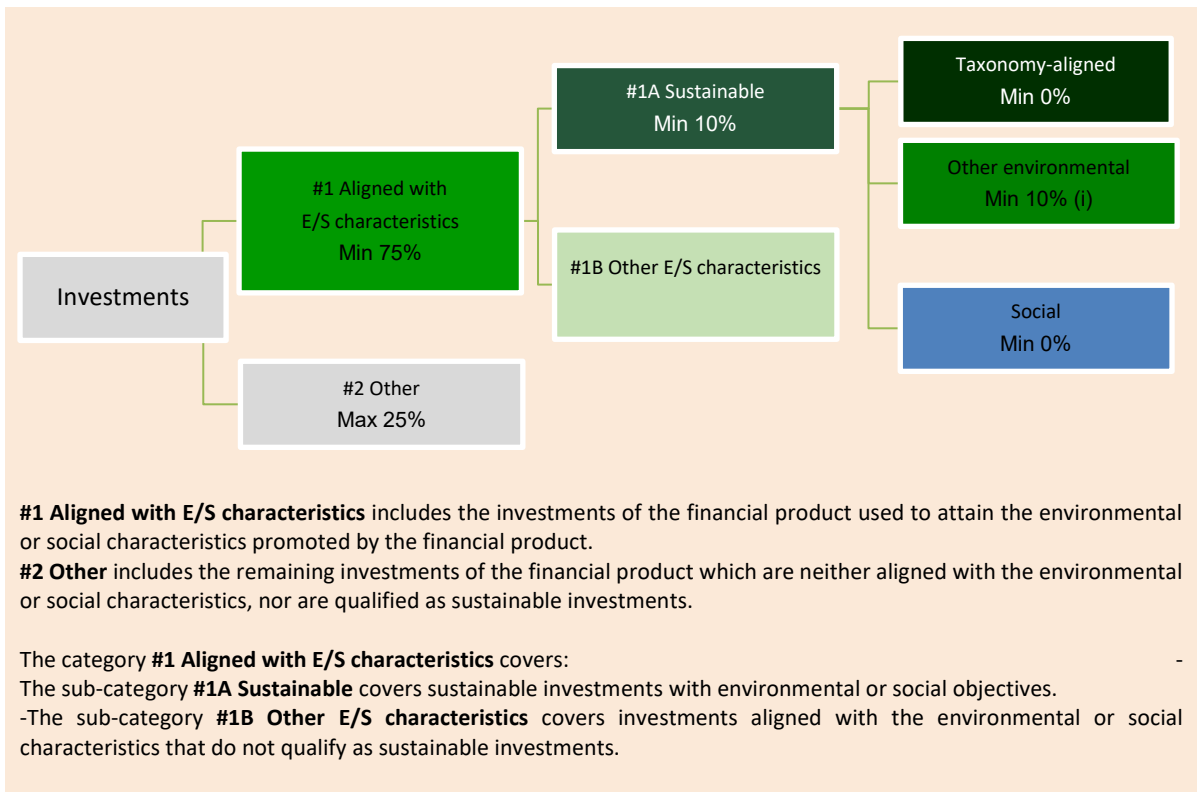 Investments
#1 Aligned with
E/S characteristics
Min 75%
#2 Other
Max 25%
#1A Sustainable
Min 10%
#1B Other E/S characteristics
Taxonomy-aligned
Min 0%
Other environmental
Min 10% (i)
Social
Min 0%
#1 Aligned with E/S characteristics includes the investments of the financial product used to attain the environmental
or social characteristics promoted by the financial product.
#2 Other includes the remaining investments of the financial product which are neither aligned with the environmental
or social characteristics, nor are qualified as sustainable investments.
The category #1 Aligned with E/S characteristics covers: -
The sub-category #1A Sustainable covers sustainable investments with environmental or social objectives.
-The sub-category #1B Other E/S characteristics covers investments aligned with the environmental or social
characteristics that do not qualify as sustainable investments.